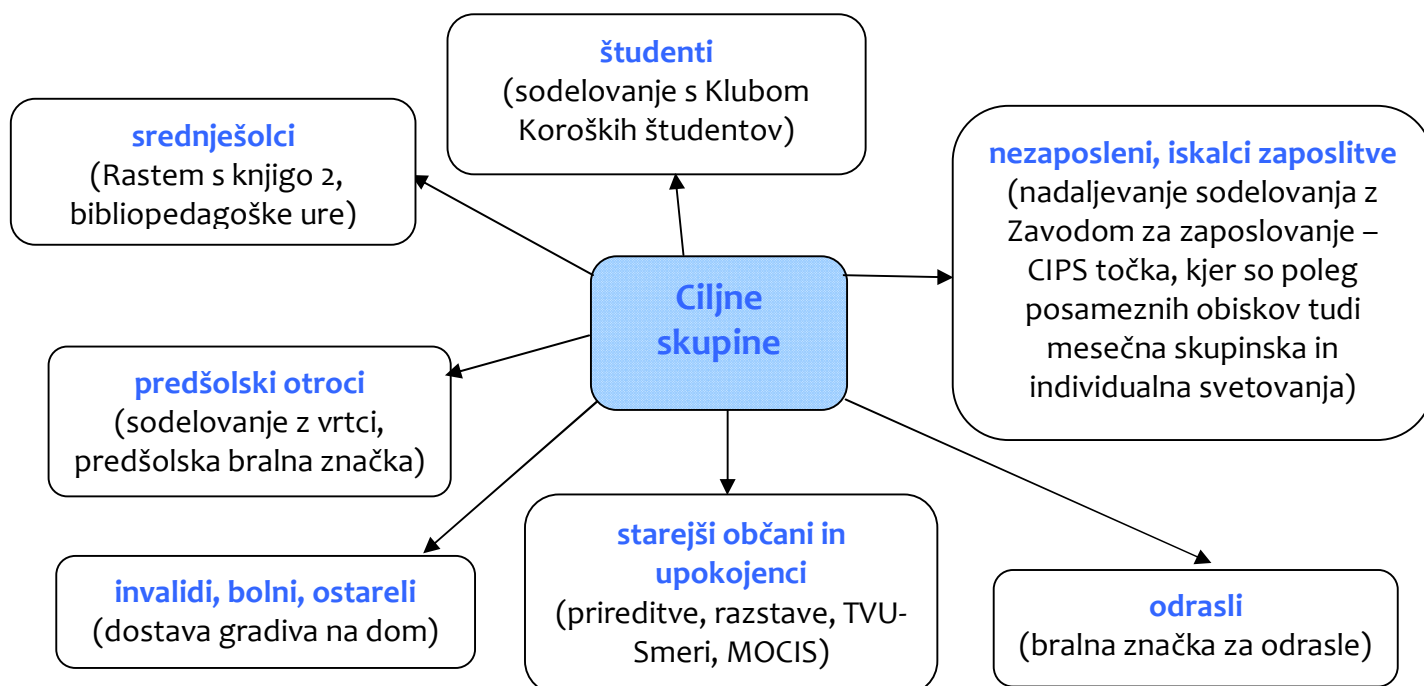 študenti
(sodelovanje s Klubom
Koroških študentov)
srednješolci
(Rastem s knjigo 2,
bibliopedagoške ure)
nezaposleni, iskalci zaposlitve
(nadaljevanje sodelovanja z
Zavodom za zaposlovanje –
CIPS točka, kjer so poleg
posameznih obiskov tudi
mesečna skupinska in
individualna svetovanja)
Ciljne
skupine
predšolski otroci
(sodelovanje z vrtci,
predšolska bralna značka)
invalidi, bolni, ostareli
(dostava gradiva na dom)
starejši občani in
upokojenci
(prireditve, razstave, TVU-
Smeri, MOCIS)
odrasli
(bralna značka za odrasle)